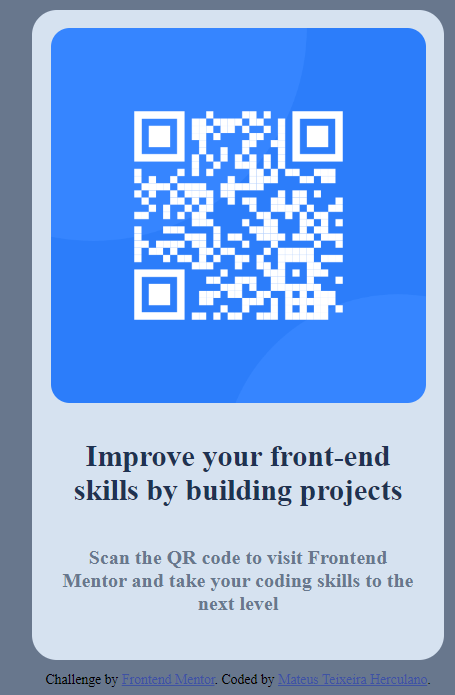 Improve your front-end
skills by building projects
Scan the QR code to visit Frontend
Mentor and take your coding skills to the
next level
Challenge by Frontend Mentor. Coded by Mateus Teixeira Herculano.